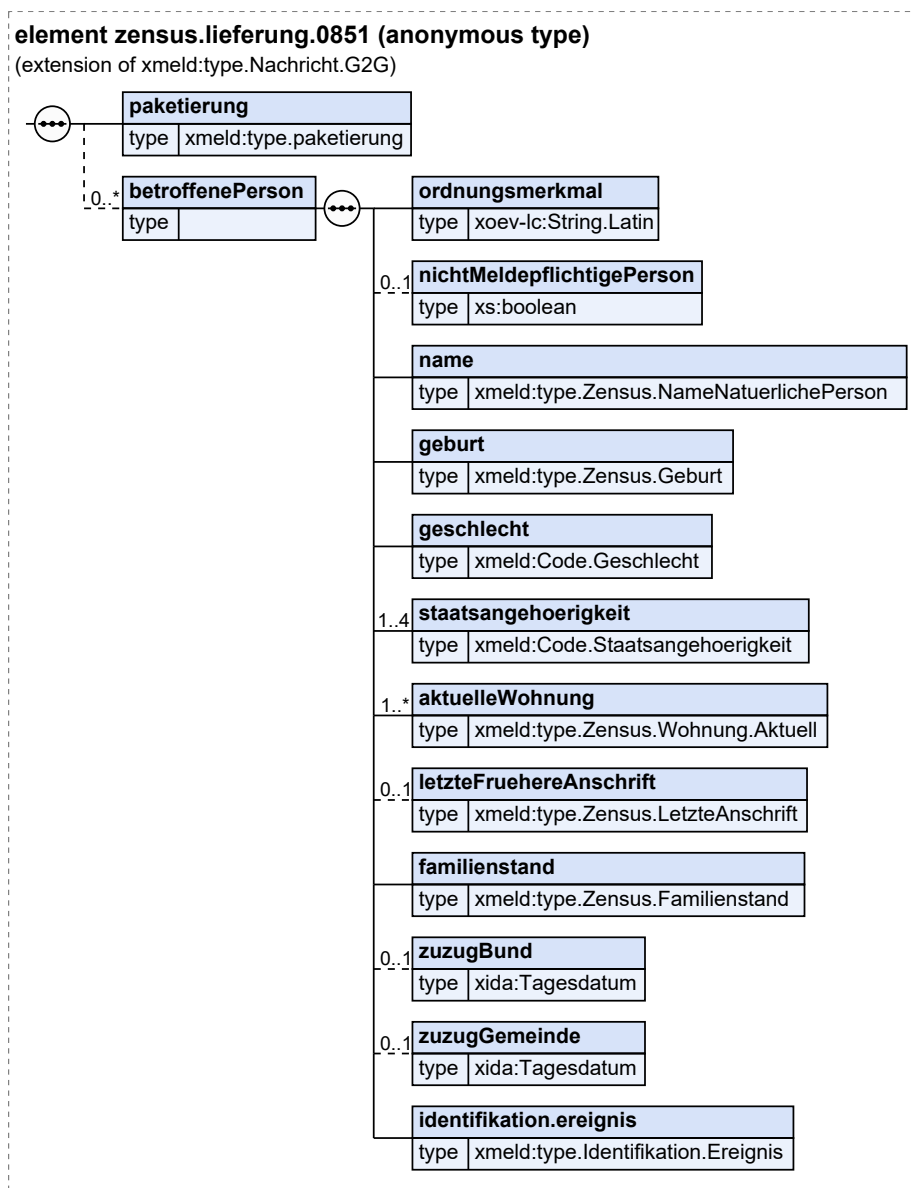 element zensus.lieferung.0851 (anonymous type)
(extension of xmeld:type.Nachricht.G2G)
paketierung
type xmeld:type.paketierung
0..* betroffenePerson
type
ordnungsmerkmal
type xoev-lc:String.Latin
0..1 nichtMeldepflichtigePerson
type xs:boolean
name
type xmeld:type.Zensus.NameNatuerlichePerson
geburt
type xmeld:type.Zensus.Geburt
geschlecht
type xmeld:Code.Geschlecht
1..4 staatsangehoerigkeit
type xmeld:Code.Staatsangehoerigkeit
1..* aktuelleWohnung
type xmeld:type.Zensus.Wohnung.Aktuell
0..1 letzteFruehereAnschrift
type xmeld:type.Zensus.LetzteAnschrift
familienstand
type xmeld:type.Zensus.Familienstand
0..1 zuzugBund
type xida:Tagesdatum
0..1 zuzugGemeinde
type xida:Tagesdatum
identifikation.ereignis
type xmeld:type.Identifikation.Ereignis